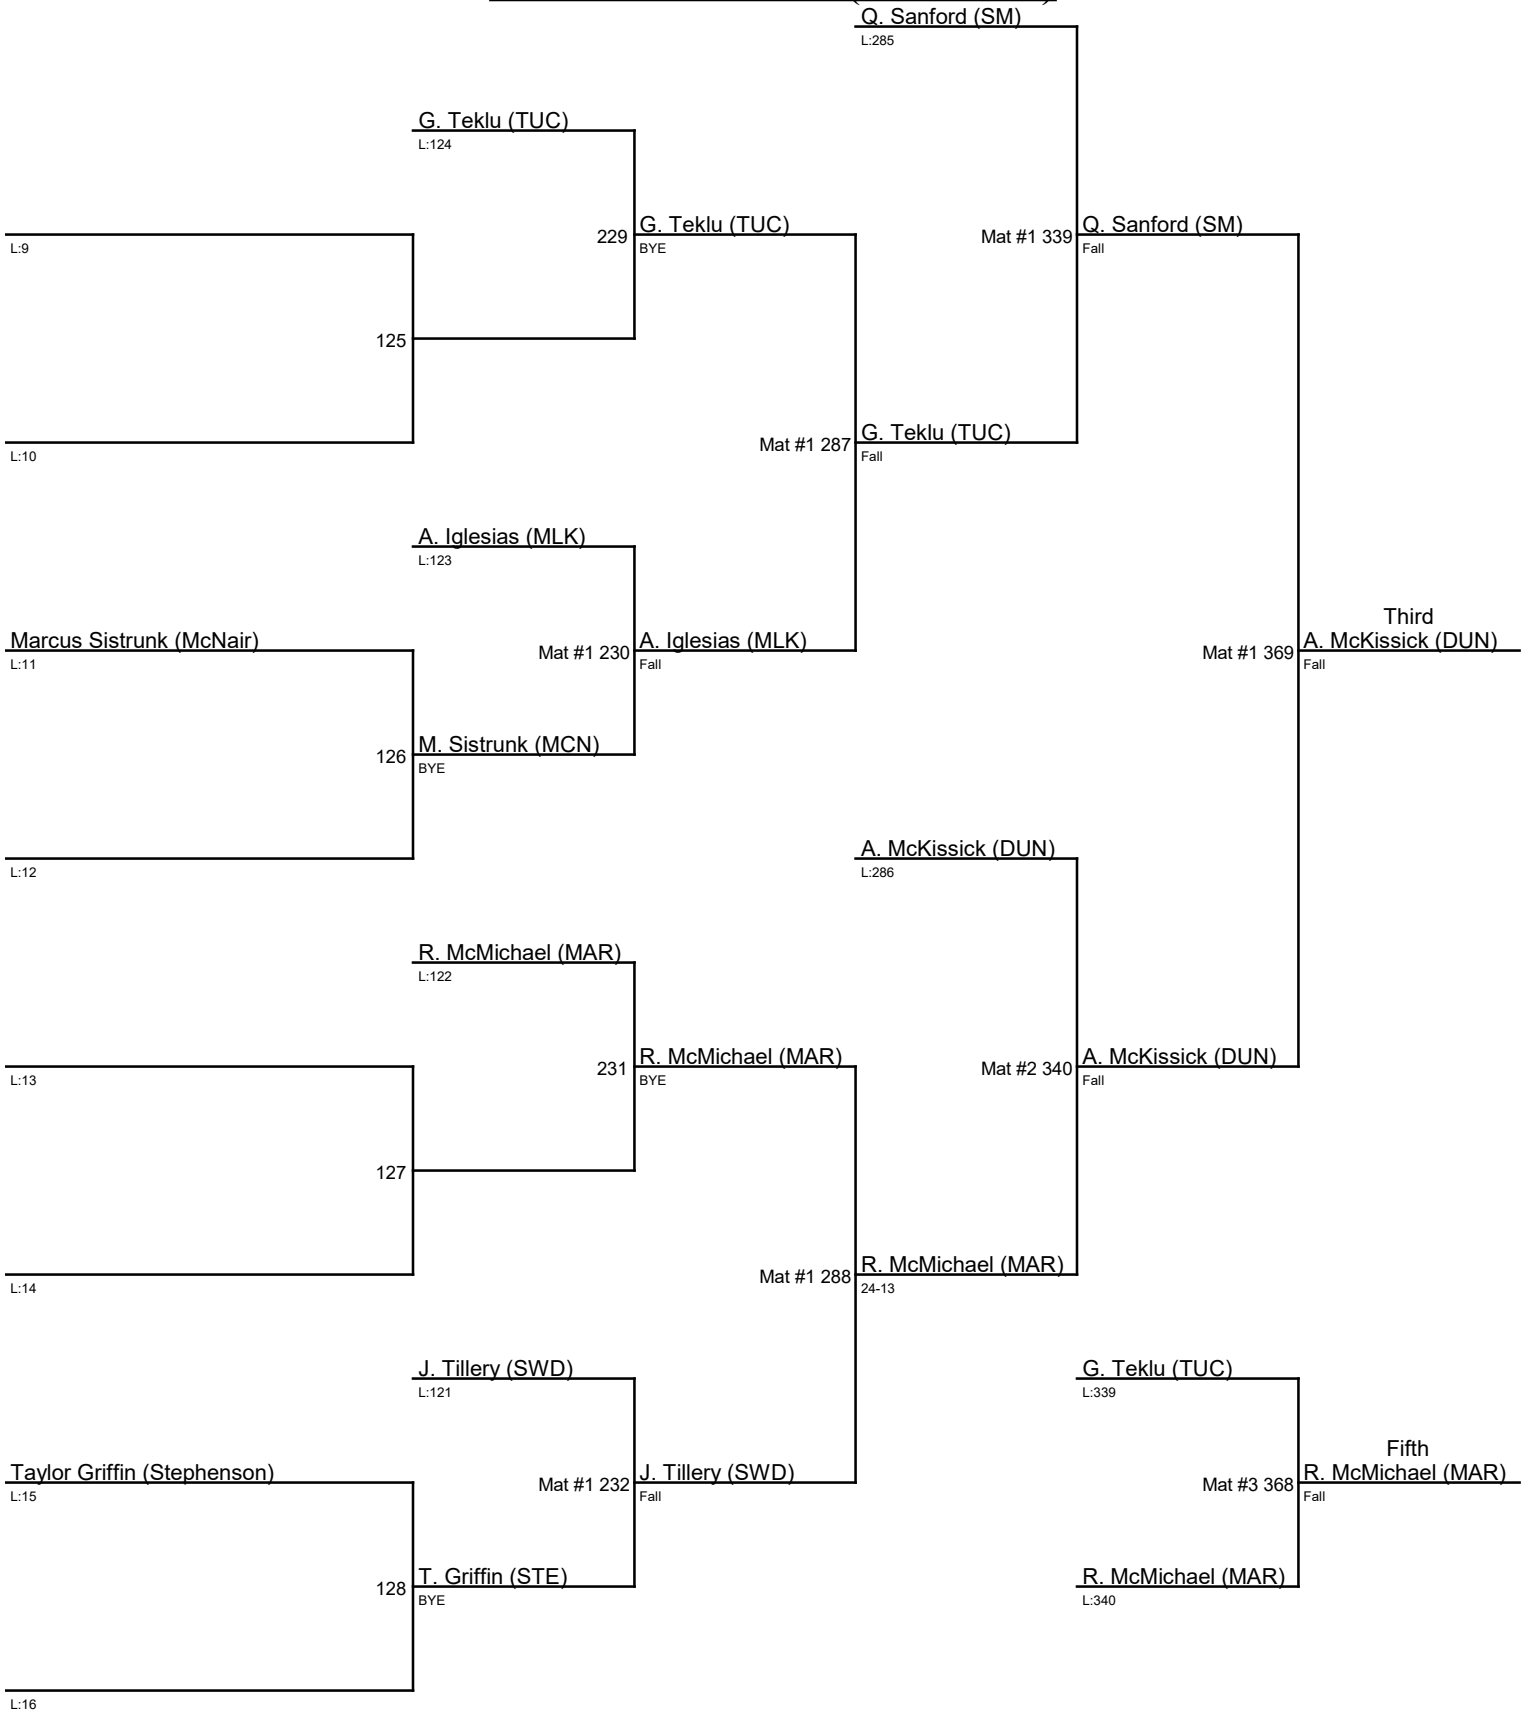 Q. Sanford (SM)
L:285
G. Teklu (TUC)
L:124
229
G. Teklu (TUC)
BYE
Mat #1 339
Q. Sanford (SM)
Fall
L:9
125
L:10
Mat #1 287
G. Teklu (TUC)
Fall
A. Iglesias (MLK)
L:123
Marcus Sistrunk (McNair)
L:11
Mat #1 230
A. Iglesias (MLK)
Fall
Third
Mat #1 369
A. McKissick (DUN)
Fall
126
M. Sistrunk (MCN)
BYE
L:12
A. McKissick (DUN)
L:286
R. McMichael (MAR)
L:122
L:13
231
R. McMichael (MAR)
BYE
Mat #2 340
A. McKissick (DUN)
Fall
127
L:14
Mat #1 288
R. McMichael (MAR)
24-13
J. Tillery (SWD)
L:121
G. Teklu (TUC)
L:339
Taylor Griffin (Stephenson)
L:15
Mat #1 232
J. Tillery (SWD)
Fall
Fifth
Mat #3 368
R. McMichael (MAR)
Fall
128
T. Griffin (STE)
BYE
R. McMichael (MAR)
L:340
L:16